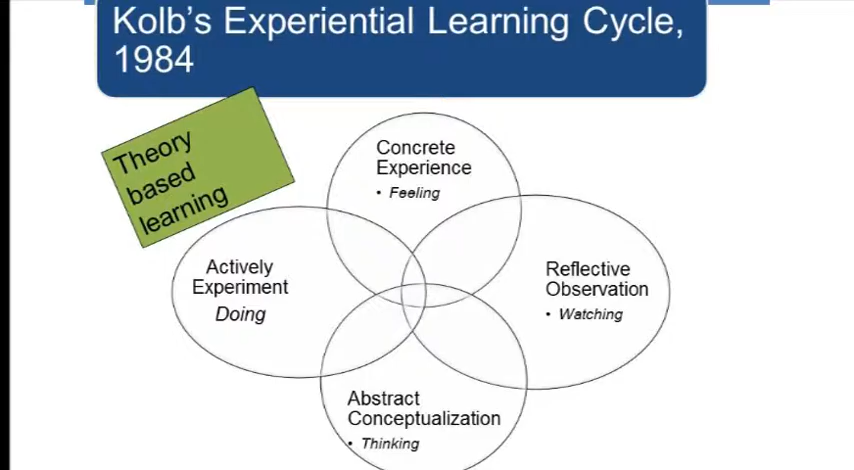 Kolb's Experiential Learning Cycle,
1984
Theory
based
learning
Concrete
Experience
• Feeling
Actively
Experiment
Doing
Reflective
Observation
• Watching
Abstract
Conceptualization
• Thinking